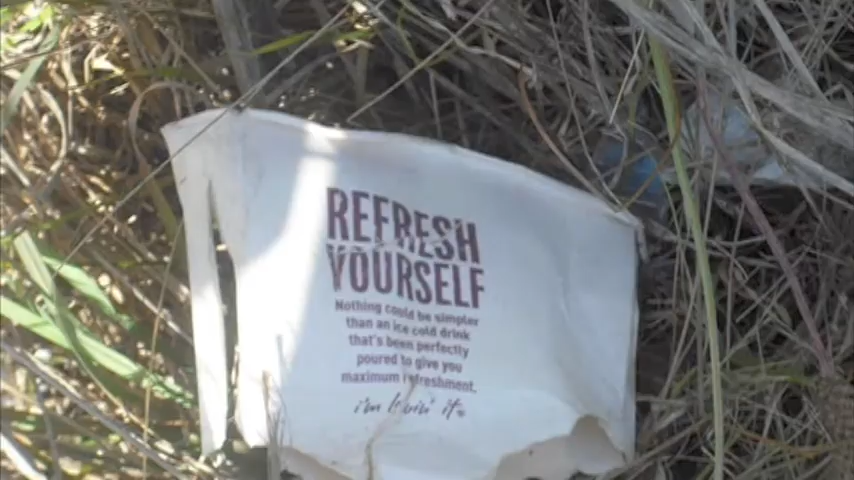 REFRESH
YOURSELF
Nothing could be simpler
than an ice cold drink
that's been perfectly
poured to give you
maximum refreshment.
i'm lovin' it®